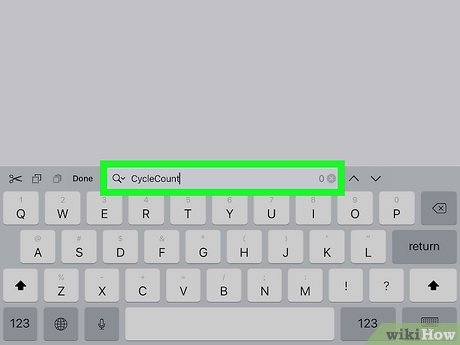 Done CycleCount 0
1 2 3 4 5 6 7 8 9 0
Q W E R T Y U I O P
@ # $ & * ( ) ' "
A S D F G H J K L return
% - + = / ; : , .
Z X C V B N M ! ?
123 123
wikiHow